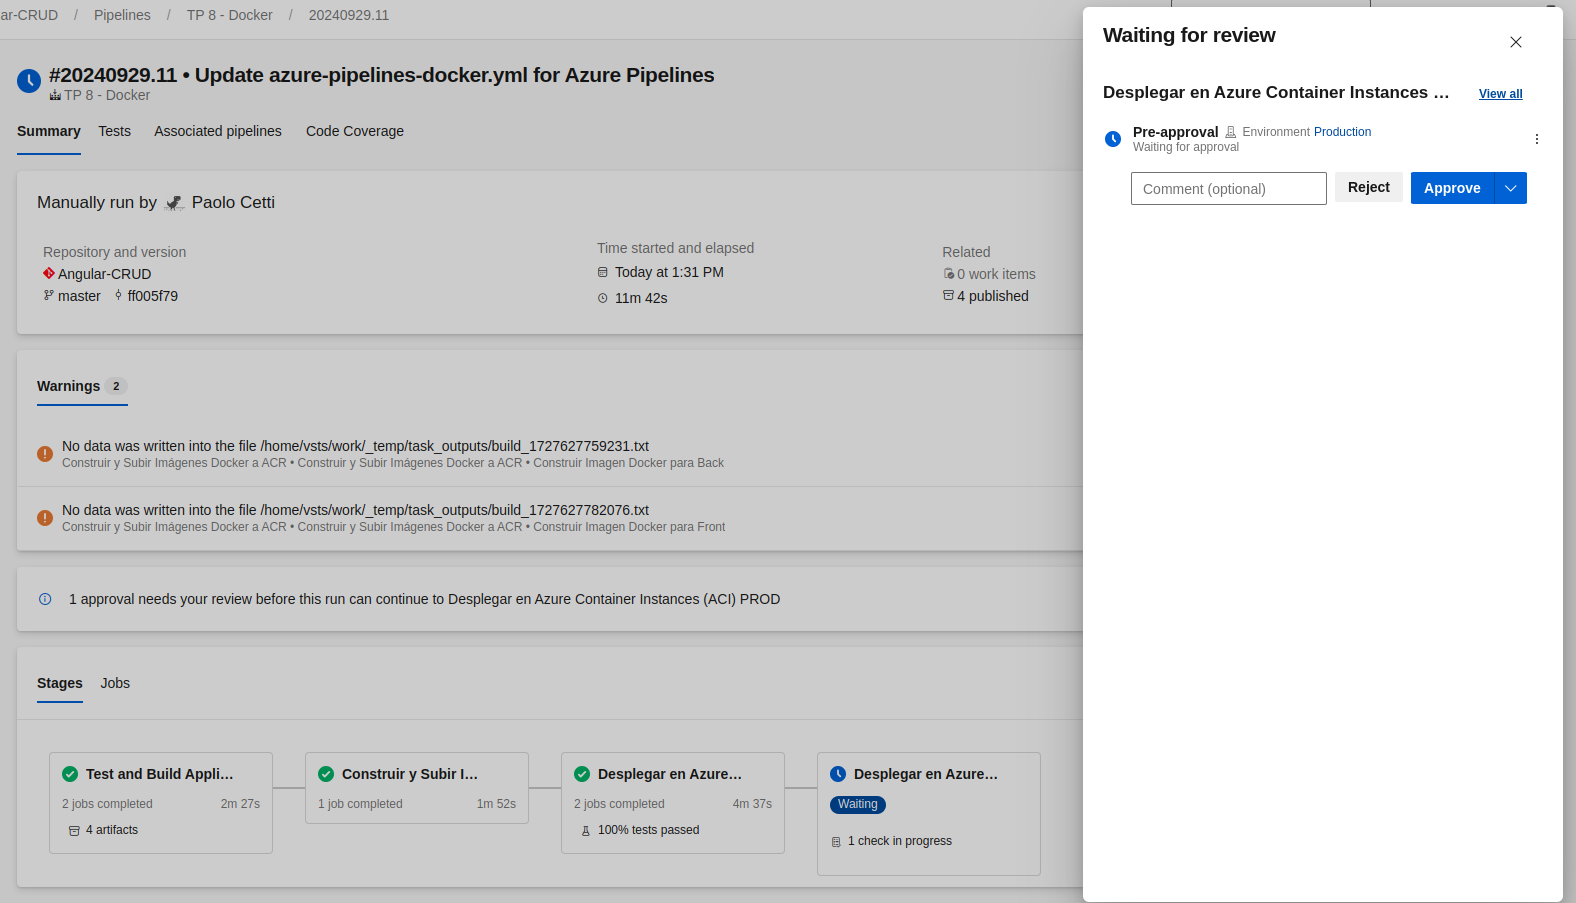 ar-CRUD / Pipelines / TP 8 - Docker / 20240929.11
#20240929.11 • Update azure-pipelines-docker.yml for Azure Pipelines
TP 8 - Docker
Summary Tests Associated pipelines Code Coverage
Manually run by Paolo Cetti
Repository and version
Angular-CRUD
master ff005f79
Time started and elapsed
Today at 1:31 PM
11m 42s
Related
0 work items
4 published
Warnings 2
No data was written into the file /home/vsts/work/_temp/task_outputs/build_1727627759231.txt
Construir y Subir Imágenes Docker a ACR • Construir y Subir Imágenes Docker a ACR • Construir Imagen Docker para Back
No data was written into the file /home/vsts/work/_temp/task_outputs/build_1727627782076.txt
Construir y Subir Imágenes Docker a ACR • Construir y Subir Imágenes Docker a ACR • Construir Imagen Docker para Front
1 approval needs your review before this run can continue to Desplegar en Azure Container Instances (ACI) PROD
Stages Jobs
Test and Build Appli...
2 jobs completed 2m 27s
4 artifacts
Construir y Subir I...
1 job completed 1m 52s
Desplegar en Azure...
2 jobs completed 4m 37s
100% tests passed
Desplegar en Azure...
Waiting
1 check in progress
Waiting for review
Desplegar en Azure Container Instances ... View all
Pre-approval Environment Production
Waiting for approval
Comment (optional) Reject Approve